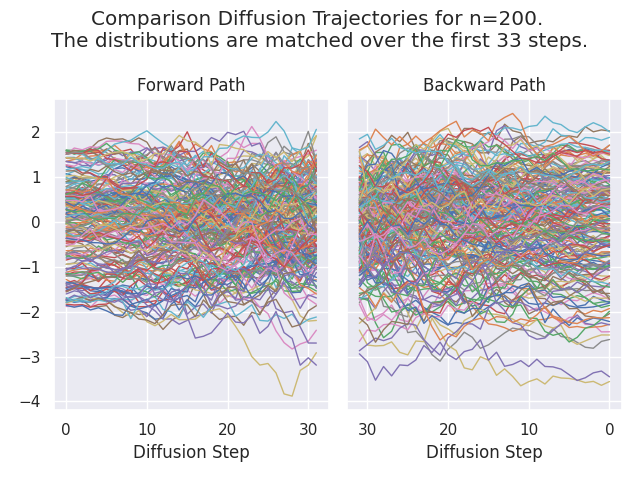 Comparison Diffusion Trajectories for n=200.
The distributions are matched over the first 33 steps.
Forward Path
Backward Path
2
1
0
−1
−2
−3
−4
0 10 20 30
30 20 10 0
Diffusion Step
Diffusion Step